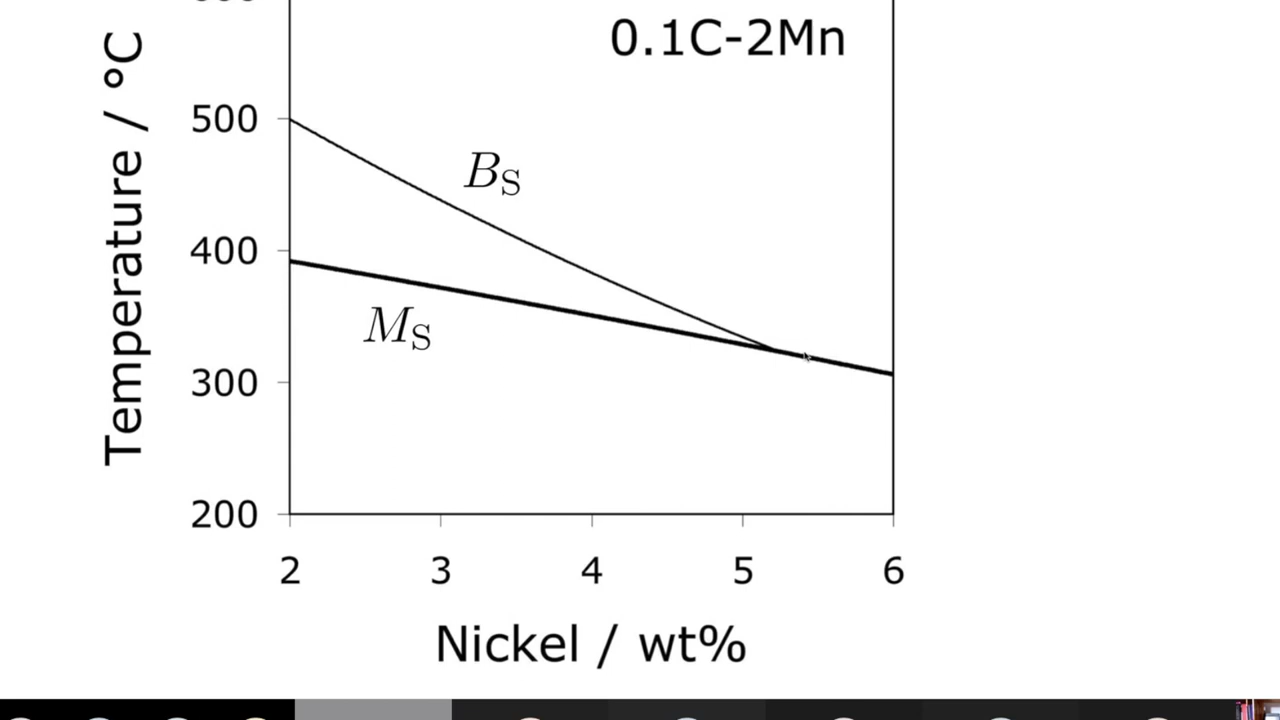 0.1C-2Mn
Temperature / °C
500
400
300
200
B_S
M_S
2 3 4 5 6
Nickel / wt%